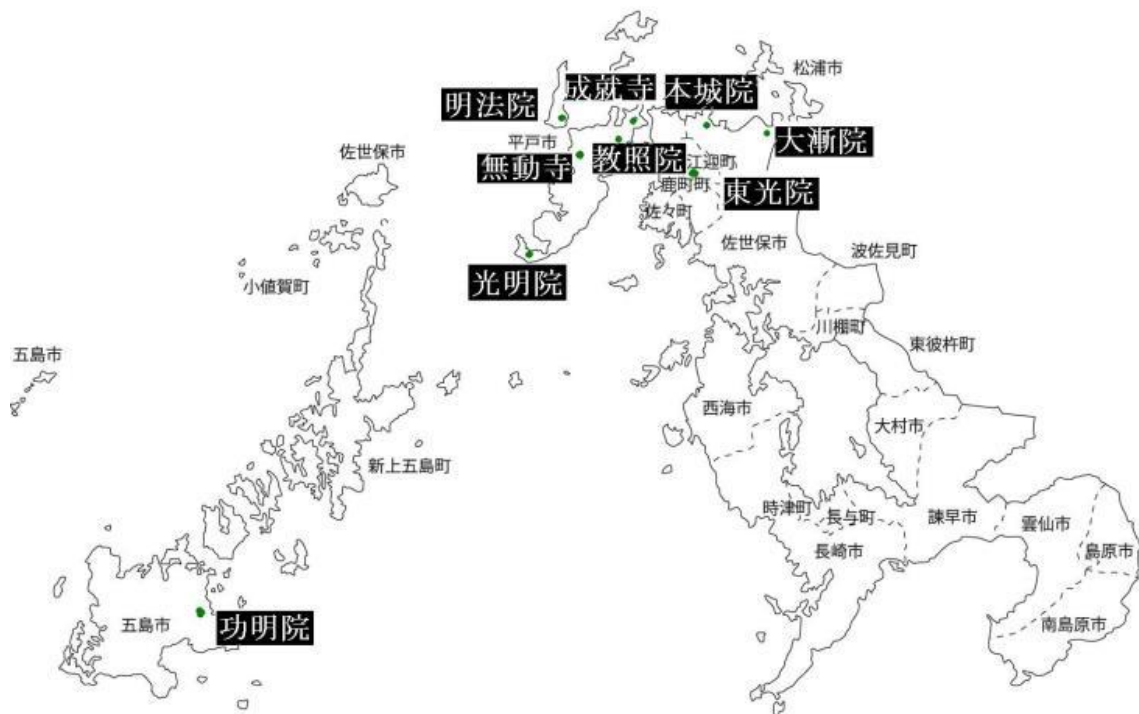 松浦市
成就寺
本城院
明法院
平戸市
大漸院
佐世保市
無動寺
教照院
江迎町
鹿町町
東光院
佐々町
佐世保市
波佐見町
光明院
小値賀町
川棚町
東彼杵町
五島市
西海市
大村市
新上五島町
時津町
長与町
諫早市
雲仙市
長崎市
島原市
五島市
功明院
南島原市